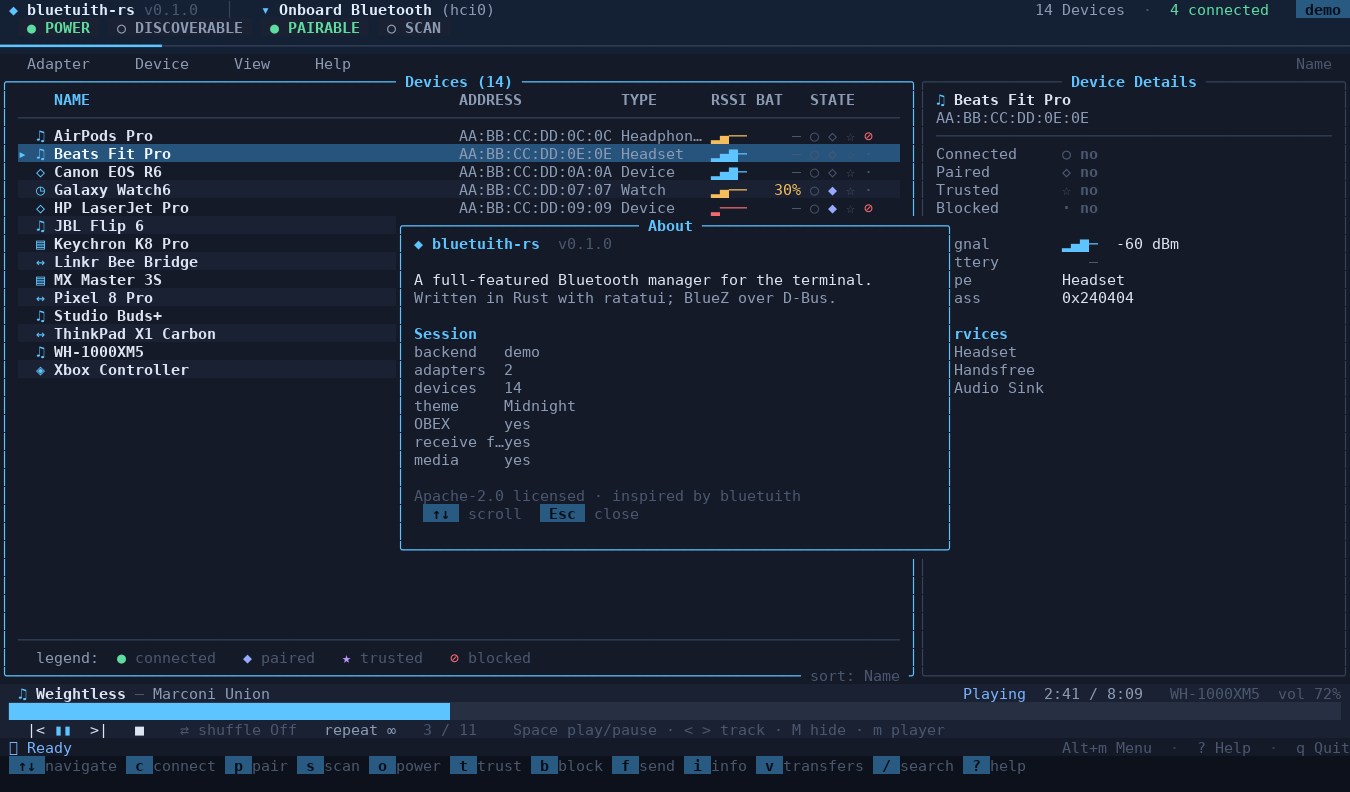 ◆ bluetuith-rs v0.1.0 │ ▾ Onboard Bluetooth (hci0) 14 Devices · 4 connected demo
● POWER ○ DISCOVERABLE ● PAIRABLE ○ SCAN
Adapter Device View Help Name
Devices (14) Device Details
NAME ADDRESS TYPE RSSI BAT STATE ♫ Beats Fit Pro
AA:BB:CC:DD:0E:0E
♫ AirPods Pro AA:BB:CC:DD:0C:0C Headphon… — ○ ◇ ☆ ⊘
▸ ♫ Beats Fit Pro AA:BB:CC:DD:0E:0E Headset — ○ ◇ ☆ · Connected ○ no
◇ Canon EOS R6 AA:BB:CC:DD:0A:0A Device — ○ ◇ ☆ · Paired ◇ no
◷ Galaxy Watch6 AA:BB:CC:DD:07:07 Watch 30% ○ ◆ ☆ · Trusted ☆ no
◇ HP LaserJet Pro AA:BB:CC:DD:09:09 Device — ○ ◆ ☆ ⊘ Blocked · no
♫ JBL Flip 6 About
▤ Keychron K8 Pro ◆ bluetuith-rs v0.1.0 gnal -60 dBm
↔ Linkr Bee Bridge ttery —
▤ MX Master 3S A full-featured Bluetooth manager for the terminal. pe Headset
↔ Pixel 8 Pro Written in Rust with ratatui; BlueZ over D-Bus. ass 0x240404
♫ Studio Buds+
↔ ThinkPad X1 Carbon Session rvices
♫ WH-1000XM5 backend demo Headset
◈ Xbox Controller adapters 2 Handsfree
devices 14 Audio Sink
theme Midnight
OBEX yes
receive f…yes
media yes
Apache-2.0 licensed · inspired by bluetuith
↑↓ scroll Esc close
legend: ● connected ◆ paired ★ trusted ⊘ blocked
sort: Name
♫ Weightless — Marconi Union Playing 2:41 / 8:09 WH-1000XM5 vol 72%
|< ▮▮ >| ■ ⇄ shuffle Off repeat ∞ 3 / 11 Space play/pause · < > track · M hide · m player
Ready Alt+m Menu · ? Help · q Quit
↑↓ navigate c connect p pair s scan o power t trust b block f send i info v transfers / search ? help